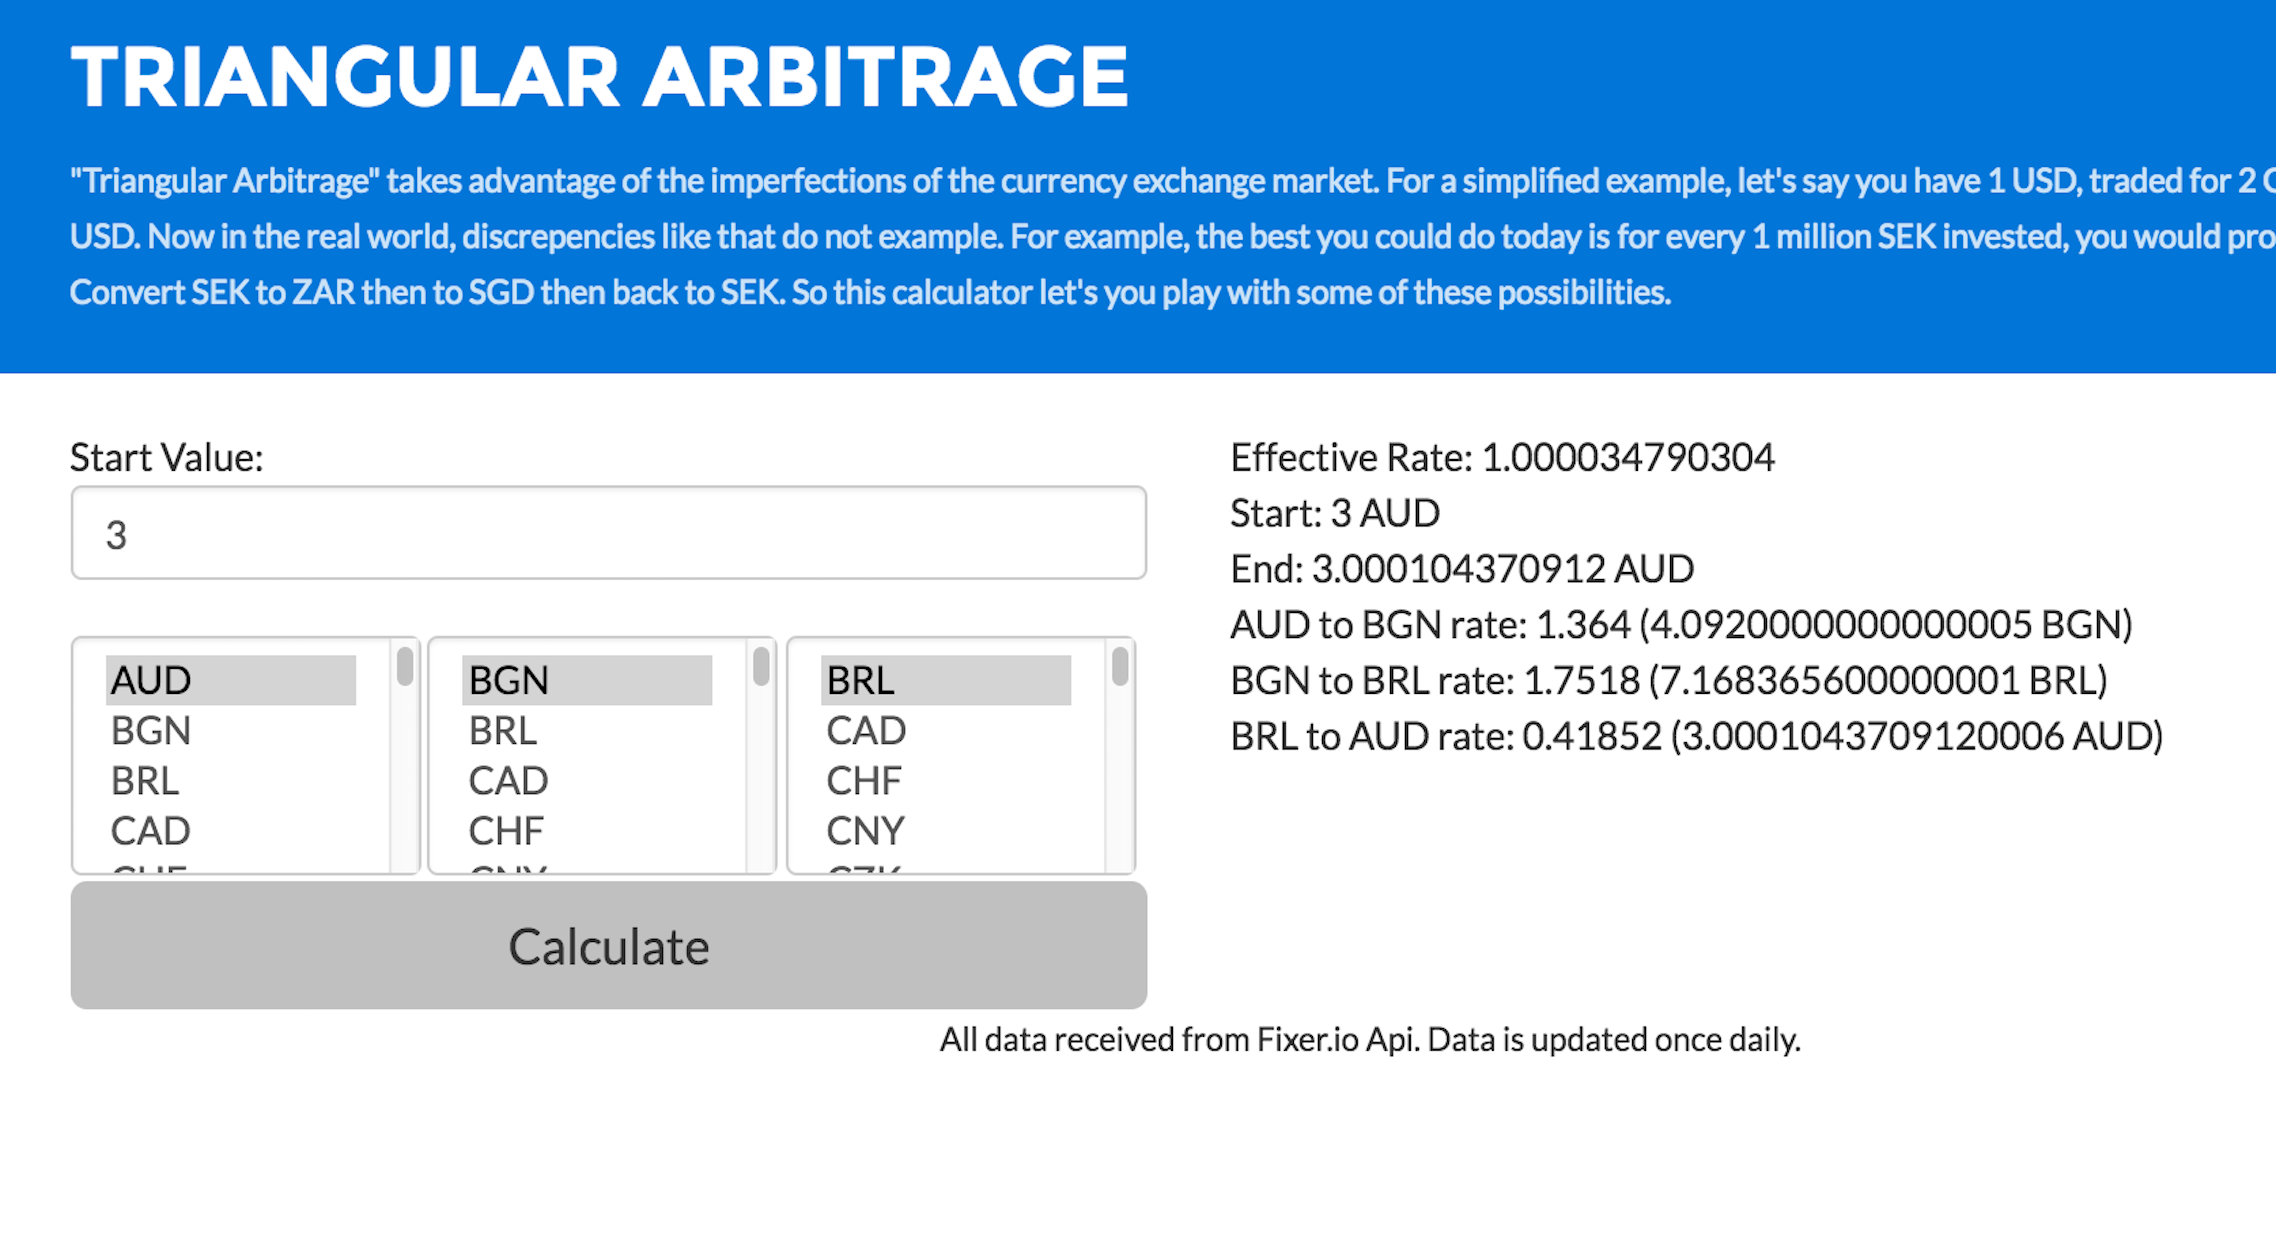 TRIANGULAR ARBITRAGE
"Triangular Arbitrage" takes advantage of the imperfections of the currency exchange market. For a simplified example, let's say you have 1 USD, traded for 2
USD. Now in the real world, discrepencies like that do not example. For example, the best you could do today is for every 1 million SEK invested, you would pro
Convert SEK to ZAR then to SGD then back to SEK. So this calculator let's you play with some of these possibilities.
Start Value:
3
AUD
BGN
BRL
CAD
BGN
BRL
CAD
CHF
BRL
CAD
CHF
CNY
Calculate
Effective Rate: 1.000034790304
Start: 3 AUD
End: 3.000104370912 AUD
AUD to BGN rate: 1.364 (4.0920000000000005 BGN)
BGN to BRL rate: 1.7518 (7.168365600000001 BRL)
BRL to AUD rate: 0.41852 (3.0001043709120006 AUD)
All data received from Fixer.io Api. Data is updated once daily.